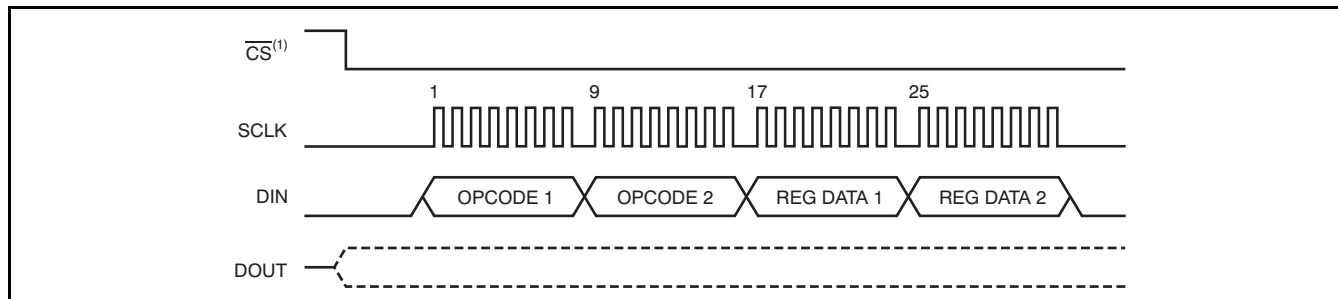 CS(1)
1 9 17 25
SCLK
DIN OPCODE 1 OPCODE 2 REG DATA 1 REG DATA 2
DOUT